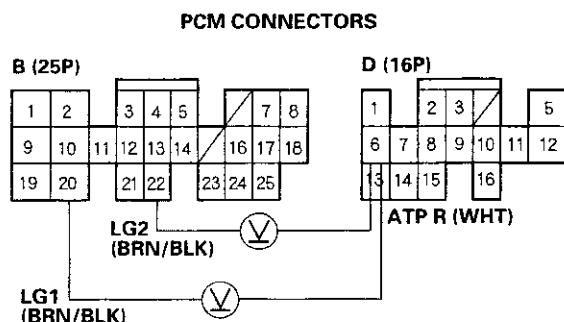 PCM CONNECTORS
B (25P)
D (16P)
1 2 3 4 5 7 8
9 10 11 12 13 14 16 17 18
19 20 21 22 23 24 25
1 2 3 5
6 7 8 9 10 11 12
13 14 15 16
ATP R (WHT)
LG2
(BRN/BLK)
V
LG1
(BRN/BLK)
V